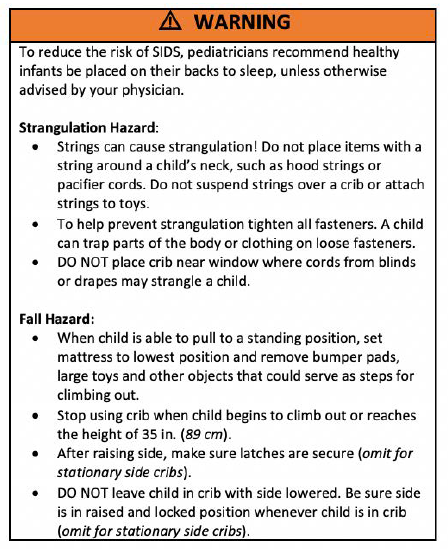 ⚠ WARNING
To reduce the risk of SIDS, pediatricians recommend healthy
infants be placed on their backs to sleep, unless otherwise
advised by your physician.
Strangulation Hazard:
• Strings can cause strangulation! Do not place items with a
string around a child's neck, such as hood strings or
pacifier cords. Do not suspend strings over a crib or attach
strings to toys.
• To help prevent strangulation tighten all fasteners. A child
can trap parts of the body or clothing on loose fasteners.
• DO NOT place crib near window where cords from blinds
or drapes may strangle a child.
Fall Hazard:
• When child is able to pull to a standing position, set
mattress to lowest position and remove bumper pads,
large toys and other objects that could serve as steps for
climbing out.
• Stop using crib when child begins to climb out or reaches
the height of 35 in. (89 cm).
• After raising side, make sure latches are secure (omit for
stationary side cribs).
• DO NOT leave child in crib with side lowered. Be sure side
is in raised and locked position whenever child is in crib
(omit for stationary side cribs).